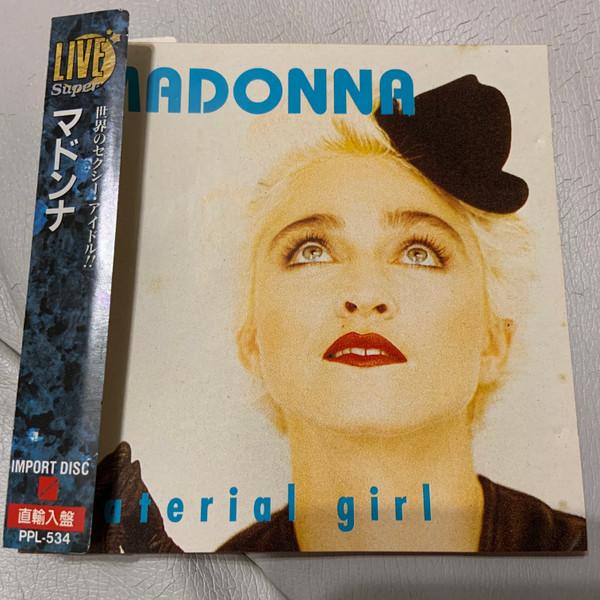 LIVE
Super
世界のセクシー・アイドル!!
マドンナ
IMPORT DISC
直輸入盤
PPL-534
MADONNA
aterial girl